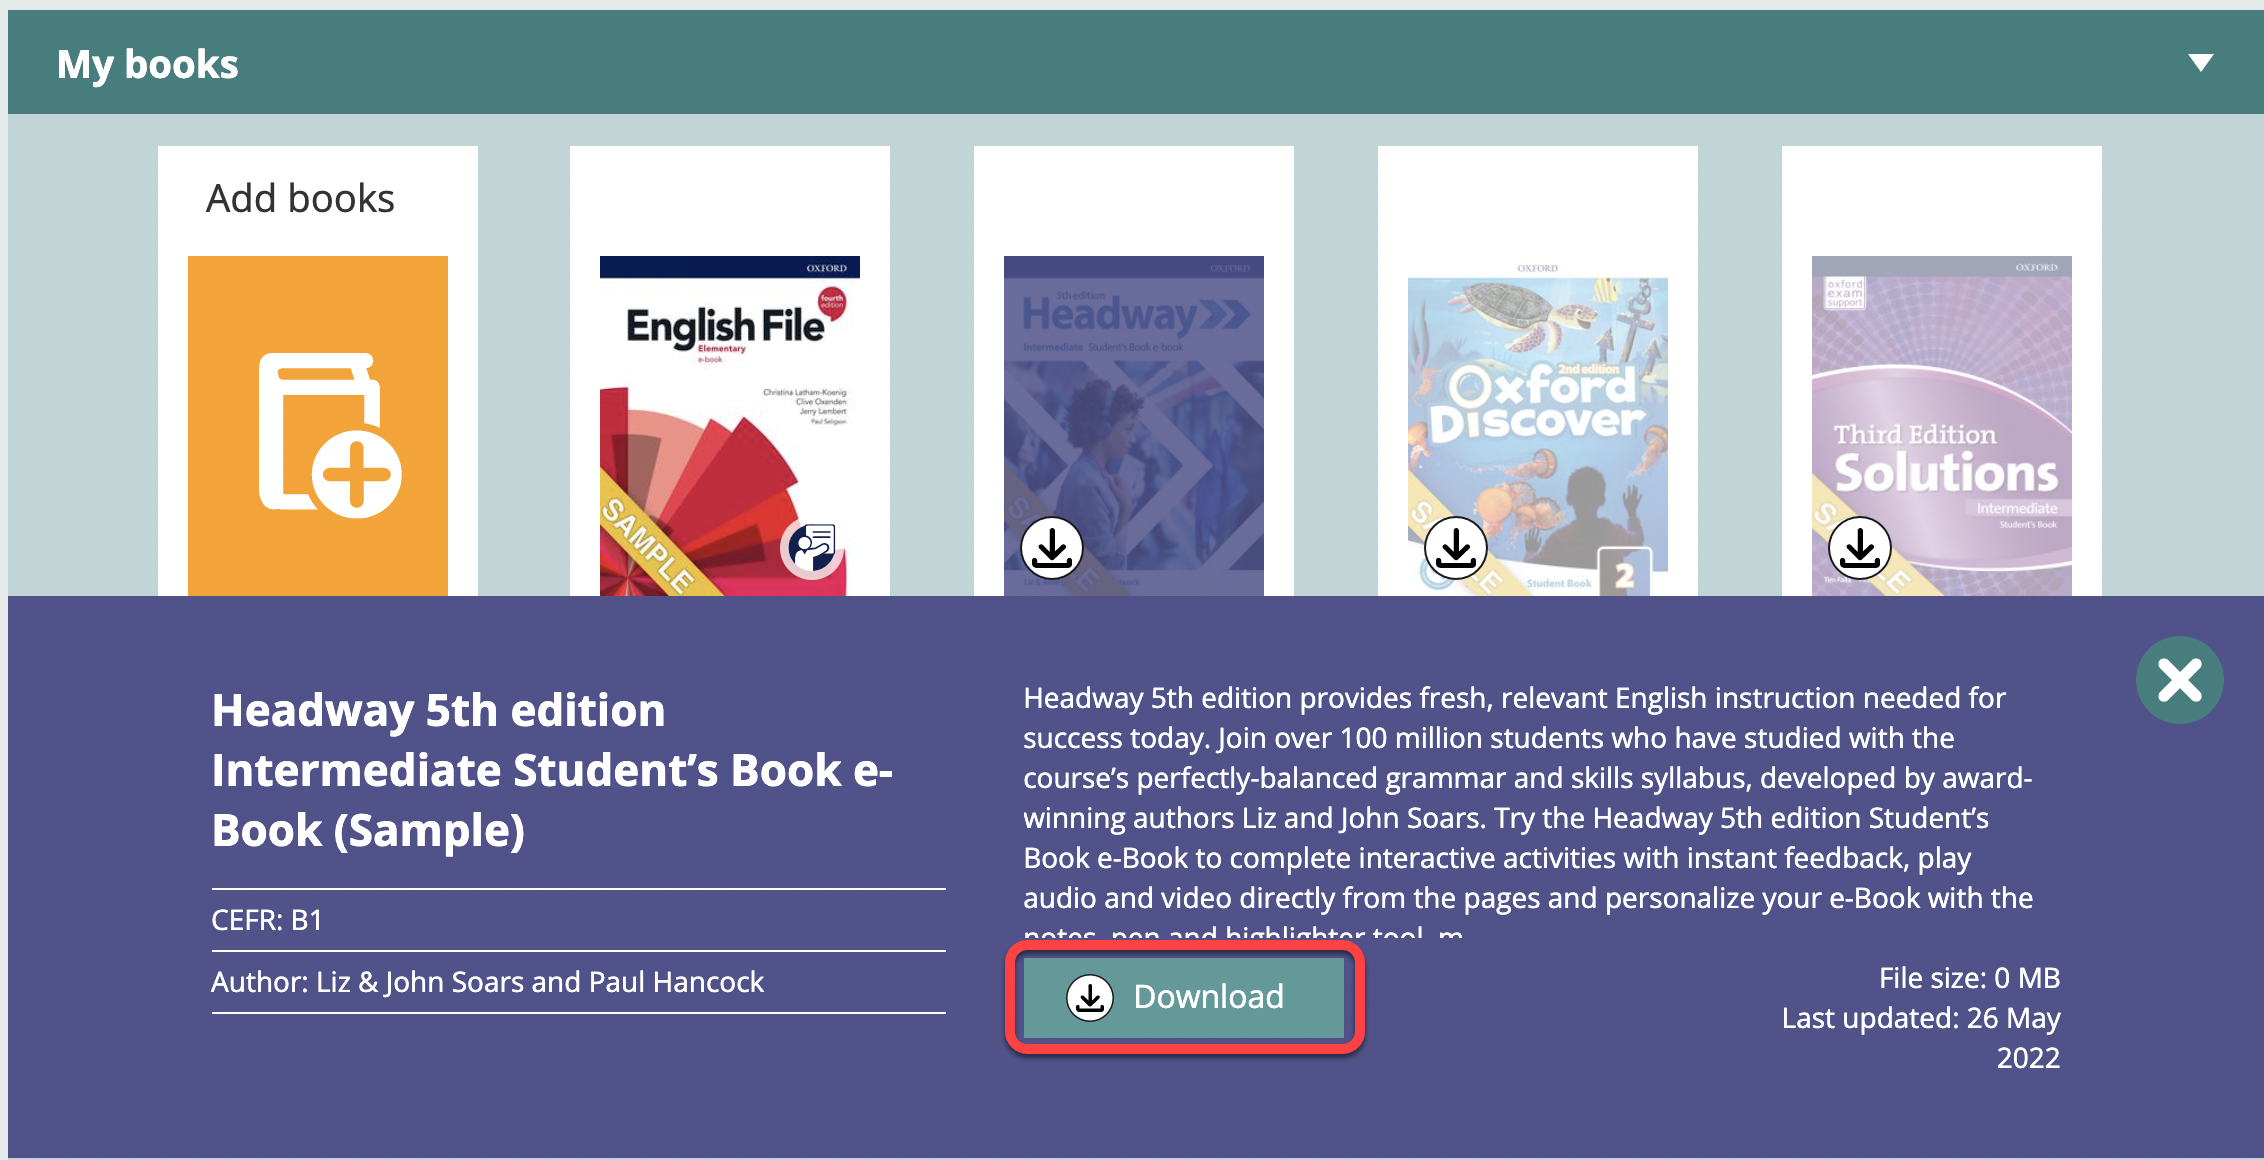 My books
Add books
OXFORD
fourth
edition
English File
Elementary
e-book
Christina Latham-Koenig
Clive Oxenden
Jerry Lambert
Paul Seligson
SAMPLE
OXFORD
5th edition
Headway
Intermediate Student's Book e-book
OXFORD
2nd edition
Oxford
Discover
Student Book
2
OXFORD
oxford
exam
support
Third Edition
Solutions
Intermediate
Student's Book
Headway 5th edition
Intermediate Student’s Book e-
Book (Sample)
CEFR: B1
Author: Liz & John Soars and Paul Hancock
Headway 5th edition provides fresh, relevant English instruction needed for
success today. Join over 100 million students who have studied with the
course’s perfectly-balanced grammar and skills syllabus, developed by award-
winning authors Liz and John Soars. Try the Headway 5th edition Student’s
Book e-Book to complete interactive activities with instant feedback, play
audio and video directly from the pages and personalize your e-Book with the
notes, pen and highlighter tool, m
Download
File size: 0 MB
Last updated: 26 May
2022